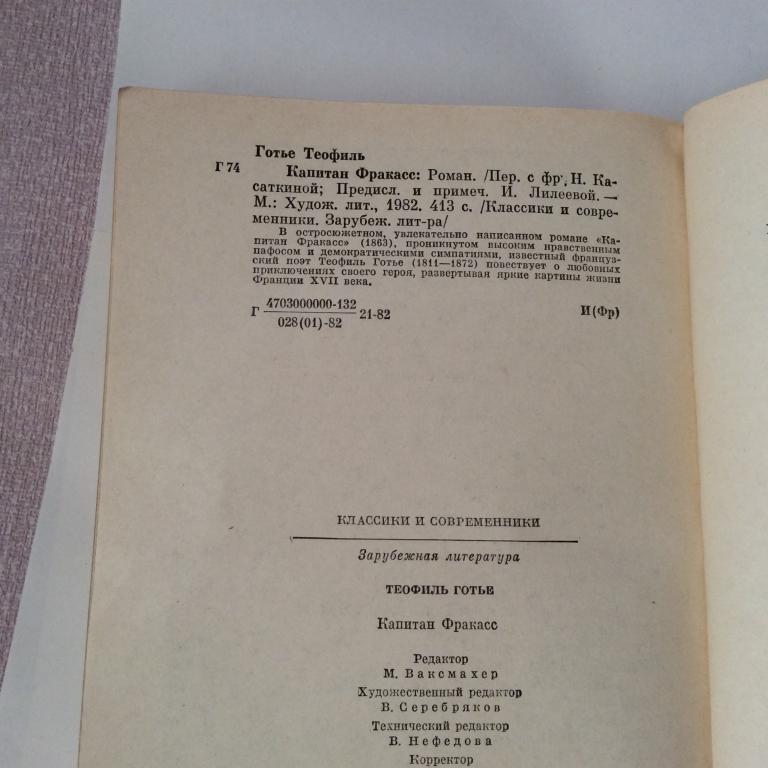 Готье Теофиль
Г 74
Капитан Фракасс: Роман. /Пер. с фр. Н. Ка-
саткиной; Предисл. и примеч. И. Лилеевой. —
М.: Худож. лит., 1982. 413 с. /Классики и совре-
менники. Зарубеж. лит-ра/
В остросюжетном, увлекательно написанном романе «Ка-
питан Фракасс» (1863), проникнутом высоким нравственным
пафосом и демократическими симпатиями, известный француз-
ский поэт Теофиль Готье (1811—1872) повествует о любовных
приключениях своего героя, развертывая яркие картины жизни
Франции XVII века.
4703000000-132
Г 21-82 И(Фр)
028(01)-82
КЛАССИКИ И СОВРЕМЕННИКИ
Зарубежная литература
ТЕОФИЛЬ ГОТЬЕ
Капитан Фракасс
Редактор
М. Ваксмахер
Художественный редактор
В. Серебряков
Технический редактор
В. Нефедова
Корректор